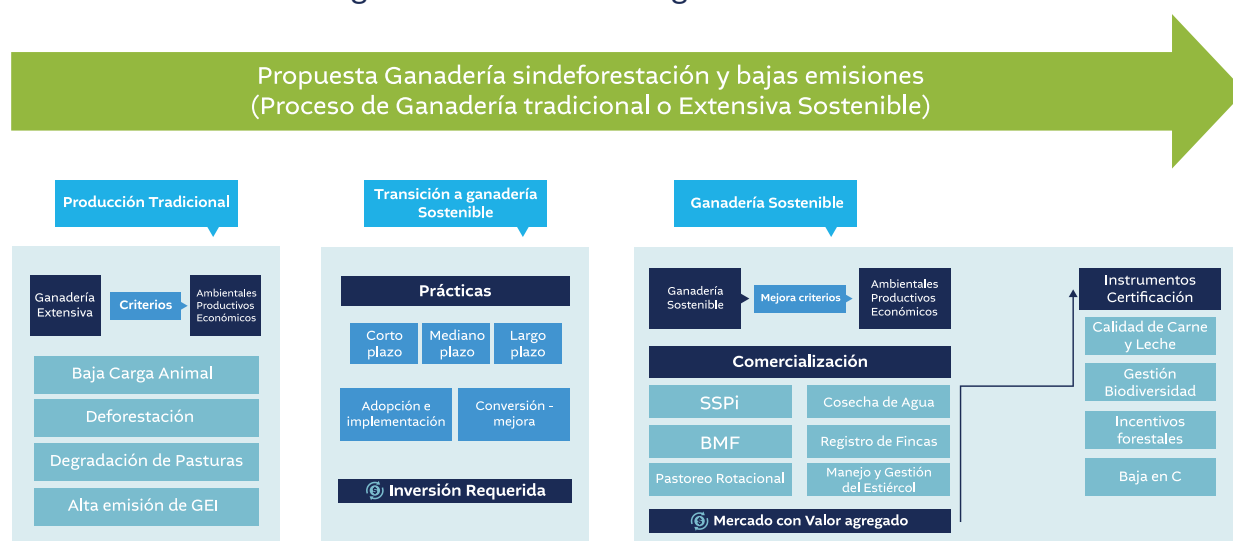 Propuesta Ganadería sindeforestación y bajas emisiones
(Proceso de Ganadería tradicional o Extensiva Sostenible)
Producción Tradicional
Ganadería
Extensiva
Criterios
Ambientales
Productivos
Económicos
Baja Carga Animal
Deforestación
Degradación de Pasturas
Alta emisión de GEI
Transición a ganadería
Sostenible
Prácticas
Corto
plazo
Mediano
plazo
Largo
plazo
Adopción e
implementación
Conversión -
mejora
Inversión Requerida
Ganadería Sostenible
Ganadería
Sostenible
Mejora criterios
Ambientales
Productivos
Económicos
Comercialización
SSPi
Cosecha de Agua
BMF
Registro de Fincas
Pastoreo Rotacional
Manejo y Gestión
del Estiércol
Mercado con Valor agregado
Instrumentos
Certificación
Calidad de Carne
y Leche
Gestión
Biodiversidad
Incentivos
forestales
Baja en C